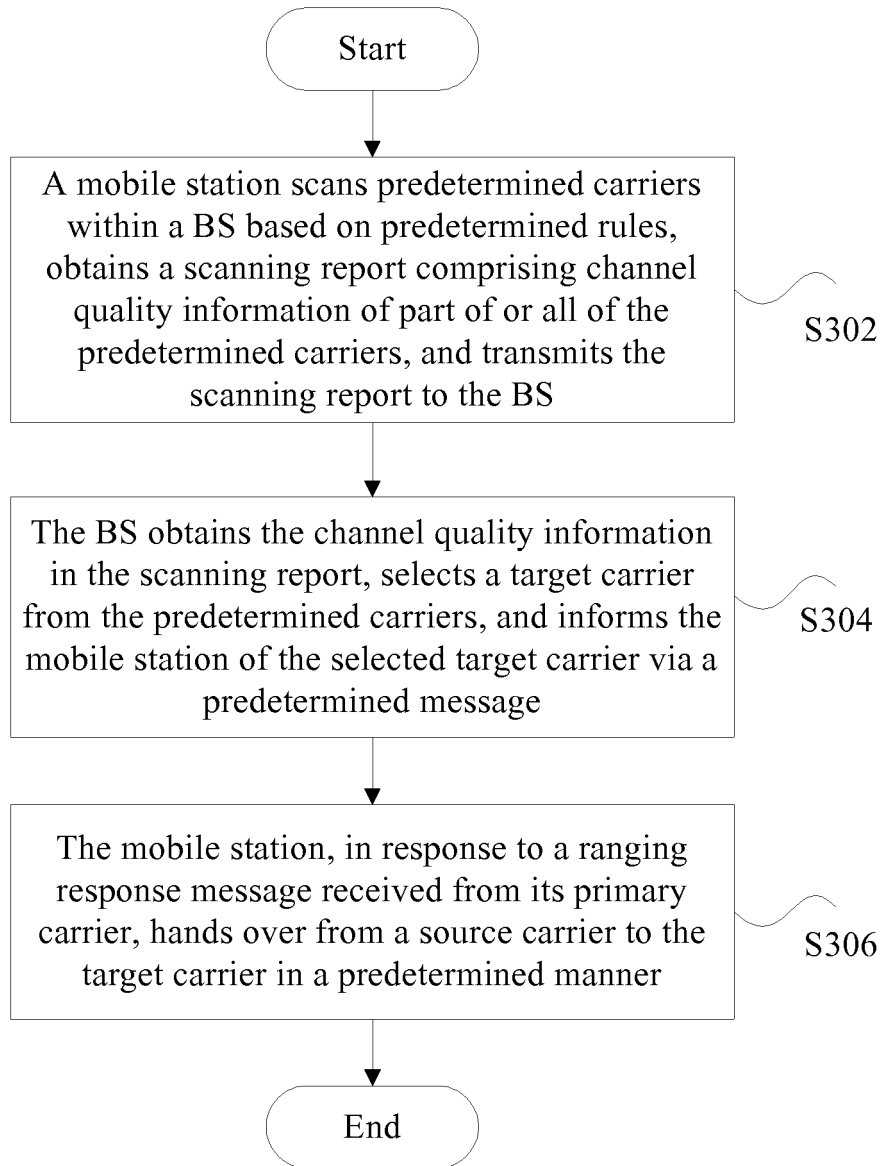 Start
A mobile station scans predetermined carriers
within a BS based on predetermined rules,
obtains a scanning report comprising channel
quality information of part of or all of the
predetermined carriers, and transmits the
scanning report to the BS
S302
The BS obtains the channel quality information
in the scanning report, selects a target carrier
from the predetermined carriers, and informs the
mobile station of the selected target carrier via a
predetermined message
S304
The mobile station, in response to a ranging
response message received from its primary
carrier, hands over from a source carrier to the
target carrier in a predetermined manner
S306
End